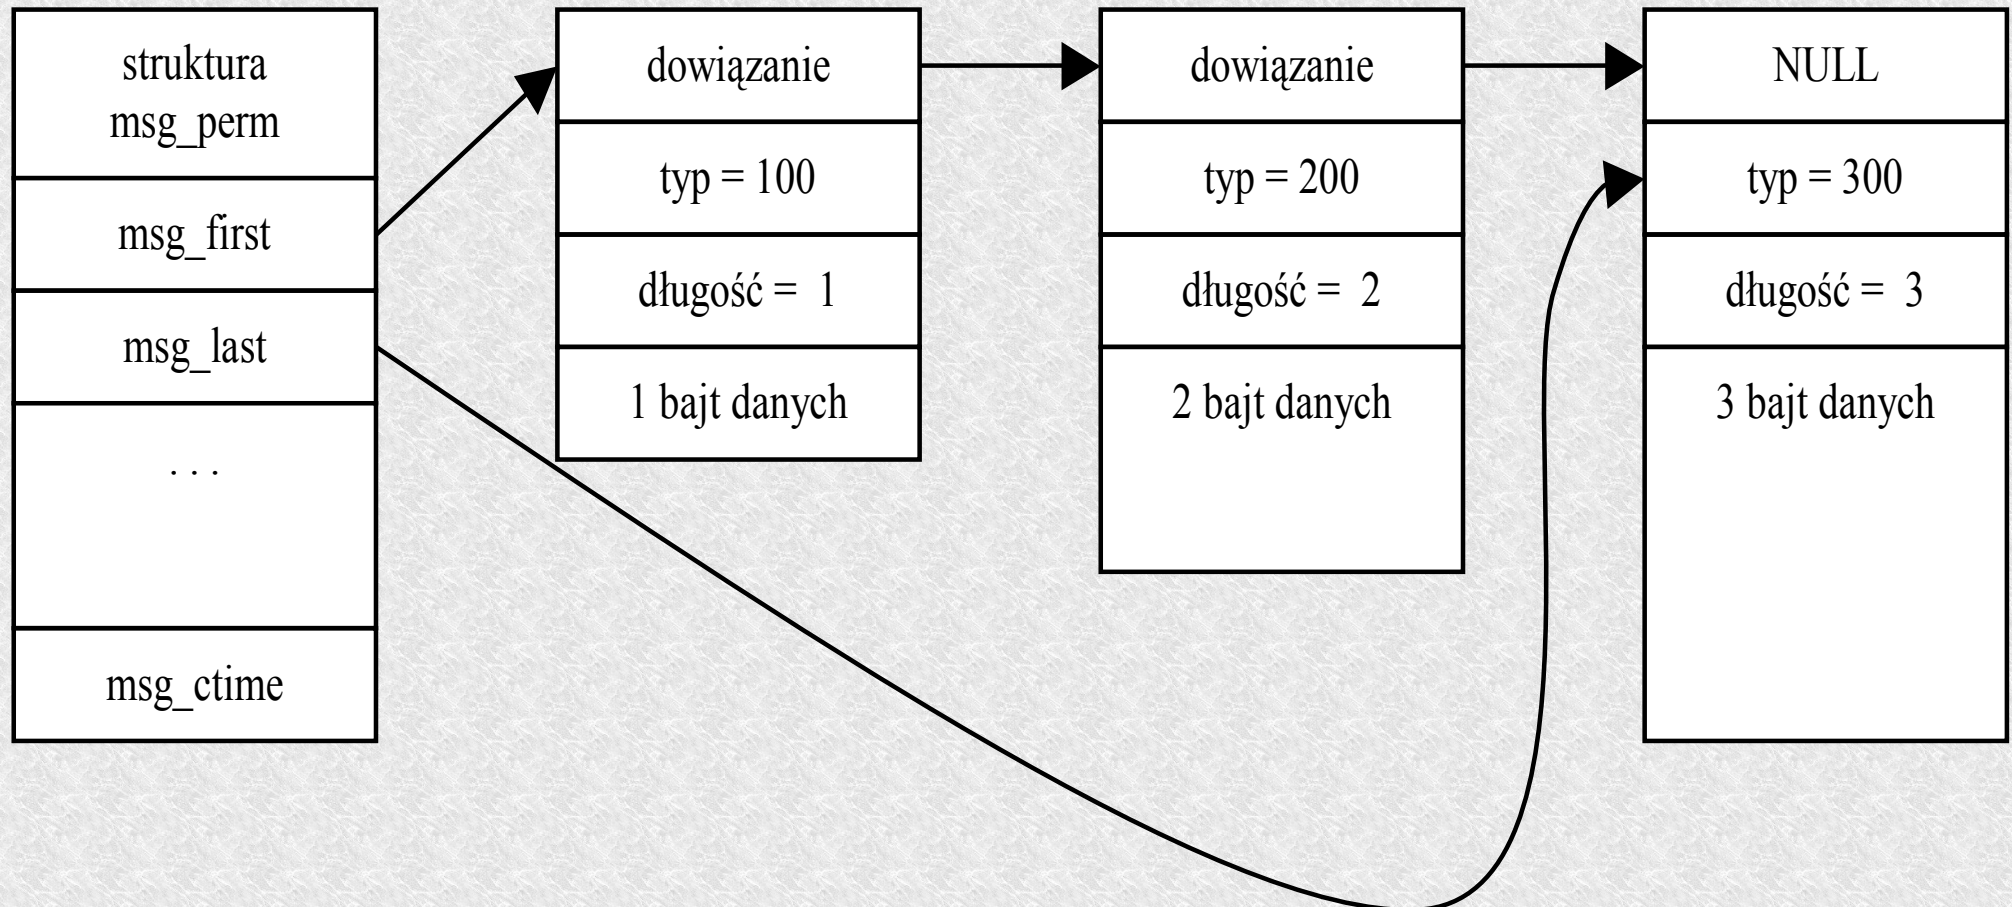 struktura
msg_perm
msg_first
msg_last
. . .
msg_ctime
dowiązanie
typ = 100
długość = 1
1 bajt danych
dowiązanie
typ = 200
długość = 2
2 bajt danych
NULL
typ = 300
długość = 3
3 bajt danych